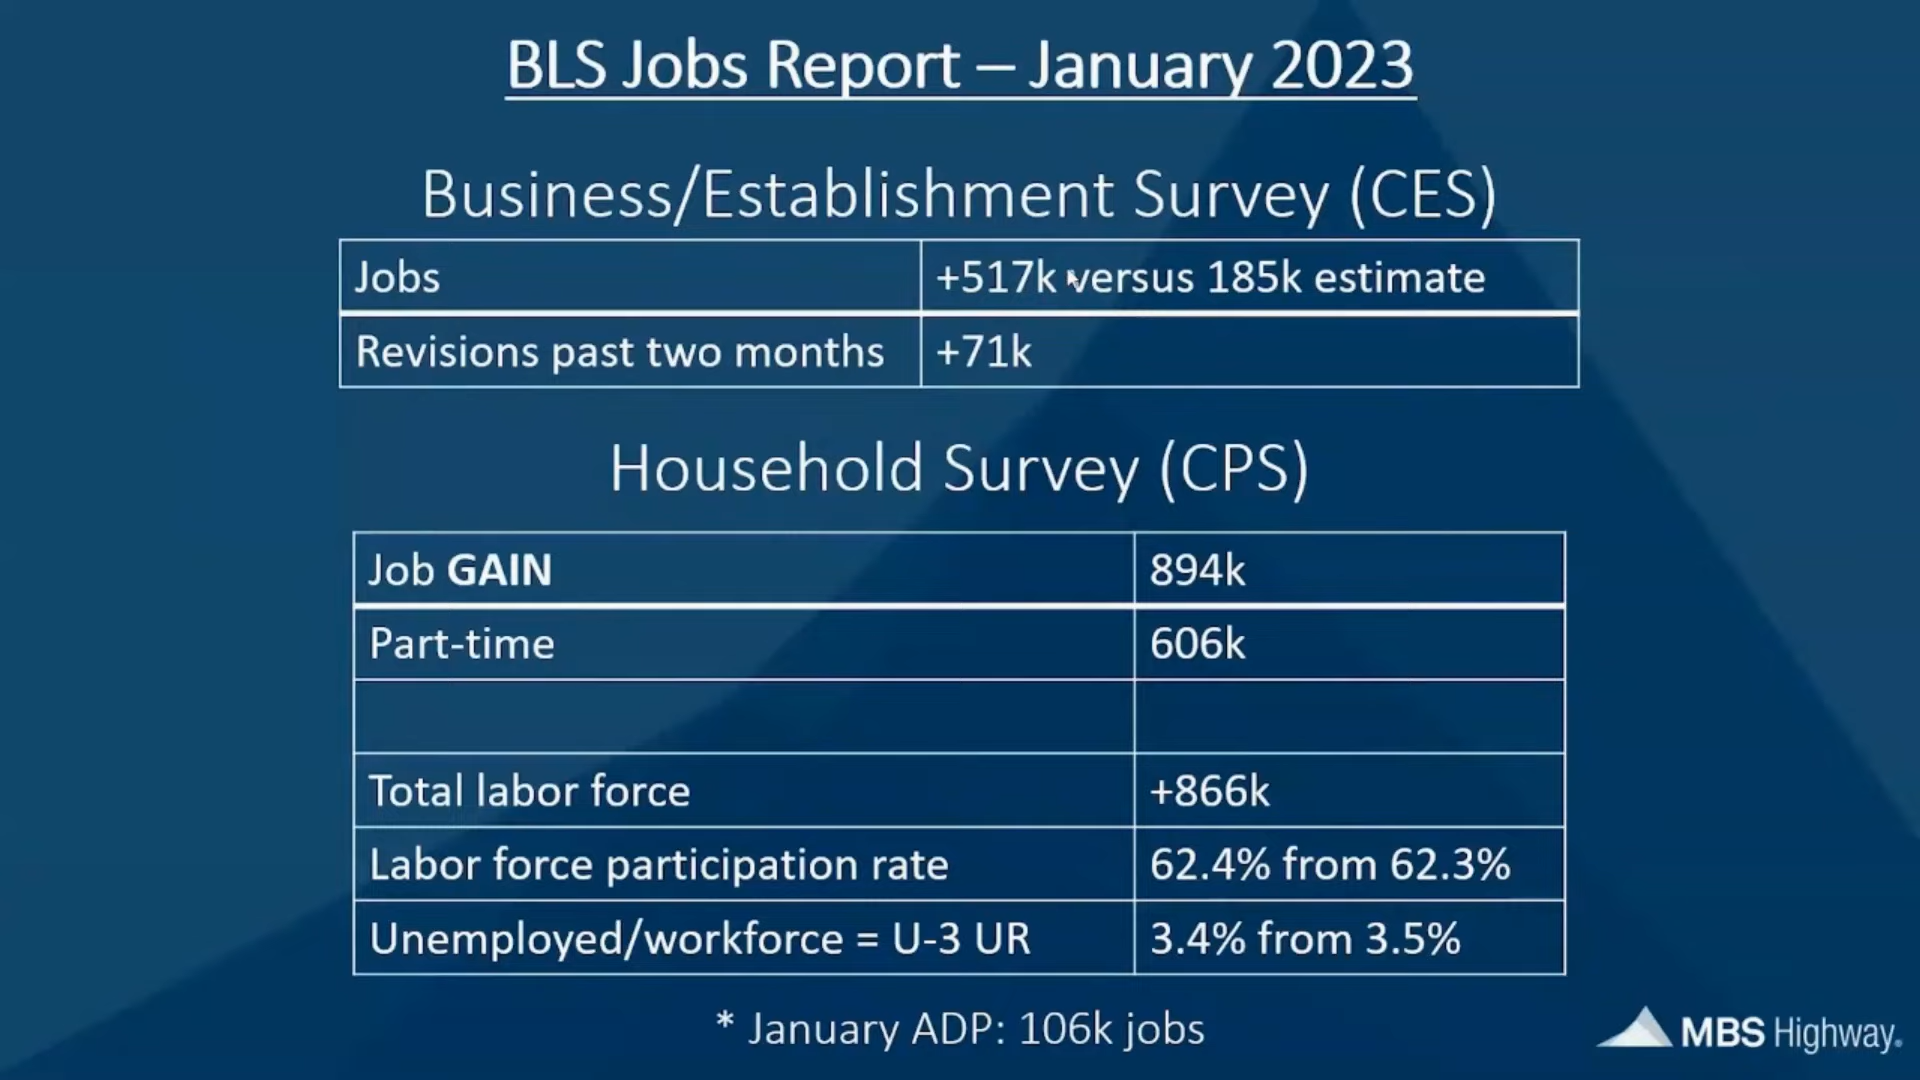 BLS Jobs Report – January 2023
Business/Establishment Survey (CES)
Jobs +517k versus 185k estimate
Revisions past two months +71k
Household Survey (CPS)
Job GAIN 894k
Part-time 606k
Total labor force +866k
Labor force participation rate 62.4% from 62.3%
Unemployed/workforce = U-3 UR 3.4% from 3.5%
* January ADP: 106k jobs
MBS Highway.